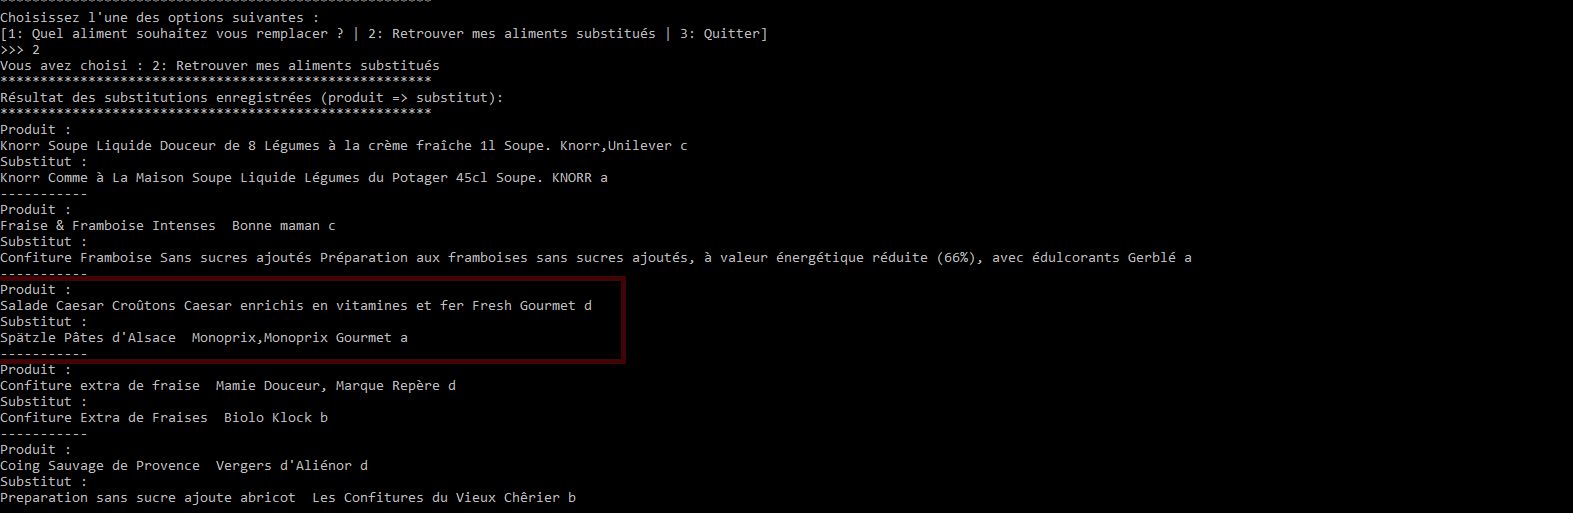 ******************************************************
Choisissez l'une des options suivantes :
[1: Quel aliment souhaitez vous remplacer ? | 2: Retrouver mes aliments substitués | 3: Quitter]
>>> 2
Vous avez choisi : 2: Retrouver mes aliments substitués
******************************************************
Résultat des substitutions enregistrées (produit => substitut):
******************************************************
Produit :
Knorr Soupe Liquide Douceur de 8 Légumes à la crème fraîche 1l Soupe. Knorr,Unilever c
Substitut :
Knorr Comme à La Maison Soupe Liquide Légumes du Potager 45cl Soupe. KNORR a
-----------
Produit :
Fraise & Framboise Intenses  Bonne maman c
Substitut :
Confiture Framboise Sans sucres ajoutés Préparation aux framboises sans sucres ajoutés, à valeur énergétique réduite (66%), avec édulcorants Gerblé a
-----------
Produit :
Salade Caesar Croûtons Caesar enrichis en vitamines et fer Fresh Gourmet d
Substitut :
Spätzle Pâtes d'Alsace  Monoprix,Monoprix Gourmet a
-----------
Produit :
Confiture extra de fraise  Mamie Douceur, Marque Repère d
Substitut :
Confiture Extra de Fraises  Biolo Klock b
-----------
Produit :
Coing Sauvage de Provence  Vergers d'Aliénor d
Substitut :
Preparation sans sucre ajoute abricot  Les Confitures du Vieux Chêrier b